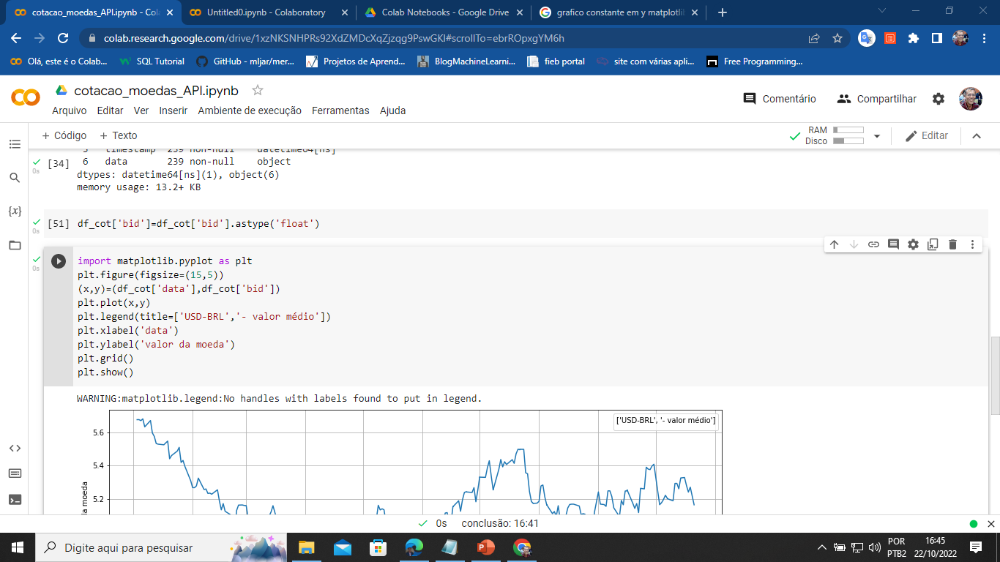 cotacao_moedas_API.ipynb - Col
Untitled0.ipynb - Colaboratory
Colab Notebooks - Google Drive
grafico constante em y matplotli
colab.research.google.com/drive/1xzNKSNHPRs92XdZMDcXqZjzqg9PswGKl#scrollTo=ebrROpxgYM6h
Olá, este é o Colab...
SQL Tutorial
GitHub - mljar/mer...
Projetos de Aprend...
BlogMachineLearni...
fieb portal
site com várias apli...
Free Programming...
cotacao_moedas_API.ipynb
Comentário
Compartilhar
Arquivo Editar Ver Inserir Ambiente de execução Ferramentas Ajuda
+ Código + Texto
RAM
Disco
Editar
5 timestamp 239 non-null datetime64[ns]
[34] 6 data 239 non-null object
0s
dtypes: datetime64[ns](1), object(6)
memory usage: 13.2+ KB
[51] df_cot['bid']=df_cot['bid'].astype('float')
0s
import matplotlib.pyplot as plt
0s
plt.figure(figsize=(15,5))
(x,y)=(df_cot['data'],df_cot['bid'])
plt.plot(x,y)
plt.legend(title=['USD-BRL','- valor médio'])
plt.xlabel('data')
plt.ylabel('valor da moeda')
plt.grid()
plt.show()
WARNING:matplotlib.legend:No handles with labels found to put in legend.
['USD-BRL', '- valor médio']
5.6
5.4
5.2
da moeda
0s conclusão: 16:41
Digite aqui para pesquisar
POR
PTB2
16:45
22/10/2022